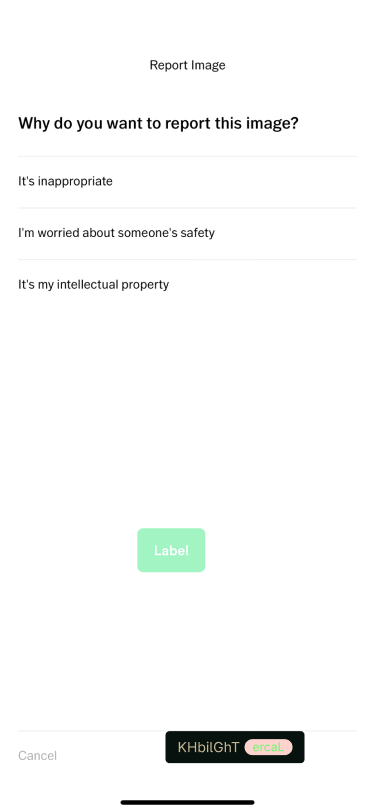 Report Image
Why do you want to report this image?
It's inappropriate
I'm worried about someone's safety
It's my intellectual property
Label
KHbilGhT ercaL
Cancel